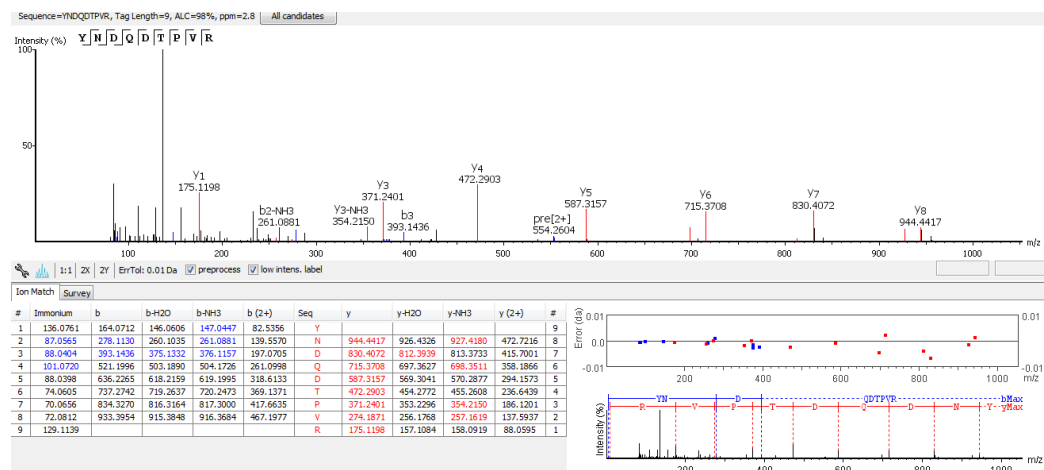 Sequence=YNDQDTPVR, Tag Length=9, ALC=98%, ppm=2.8 All candidates
Intensity (%) Y N D Q D T P V R
100
50
y1
175.1198
b2-NH3
261.0881
y3-NH3
354.2150
y3
371.2401
b3
393.1436
y4
472.2903
pre[2+]
554.2604
y5
587.3157
y6
715.3708
y7
830.4072
y8
944.4417
100 200 300 400 500 600 700 800 900 1000 m/z
1:1 2X 2Y ErrTol: 0.01 Da preprocess low intens. label
Ion Match Survey
# Immonium b b-H2O b-NH3 b (2+) Seq y y-H2O y-NH3 y (2+) #
1 136.0761 164.0712 146.0606 147.0447 82.5356 Y 9
2 87.0565 278.1130 260.1035 261.0881 139.5570 N 944.4417 926.4326 927.4180 472.7216 8
3 88.0404 393.1436 375.1332 376.1157 197.0705 D 830.4072 812.3939 813.3733 415.7001 7
4 101.0720 521.1996 503.1890 504.1726 261.0998 Q 715.3708 697.3627 698.3511 358.1866 6
5 88.0398 636.2265 618.2159 619.1995 318.6133 D 587.3157 569.3041 570.2877 294.1573 5
6 74.0605 737.2742 719.2637 720.2473 369.1371 T 472.2903 454.2772 455.2608 236.6439 4
7 70.0656 834.3270 816.3164 817.3000 417.6635 P 371.2401 353.2296 354.2150 186.1201 3
8 72.0812 933.3954 915.3848 916.3684 467.1977 V 274.1871 256.1768 257.1619 137.5937 2
9 129.1139 R 175.1198 157.1084 158.0919 88.0595 1
Error (da)
0.01 0.01
0.0 0.0
-0.01 -0.01
200 400 600 800 1000 m/z
Intensity (%)
YN D QDTPVR bMax
R V P T D Q D N Y yMax
200 400 600 800 1000 m/z